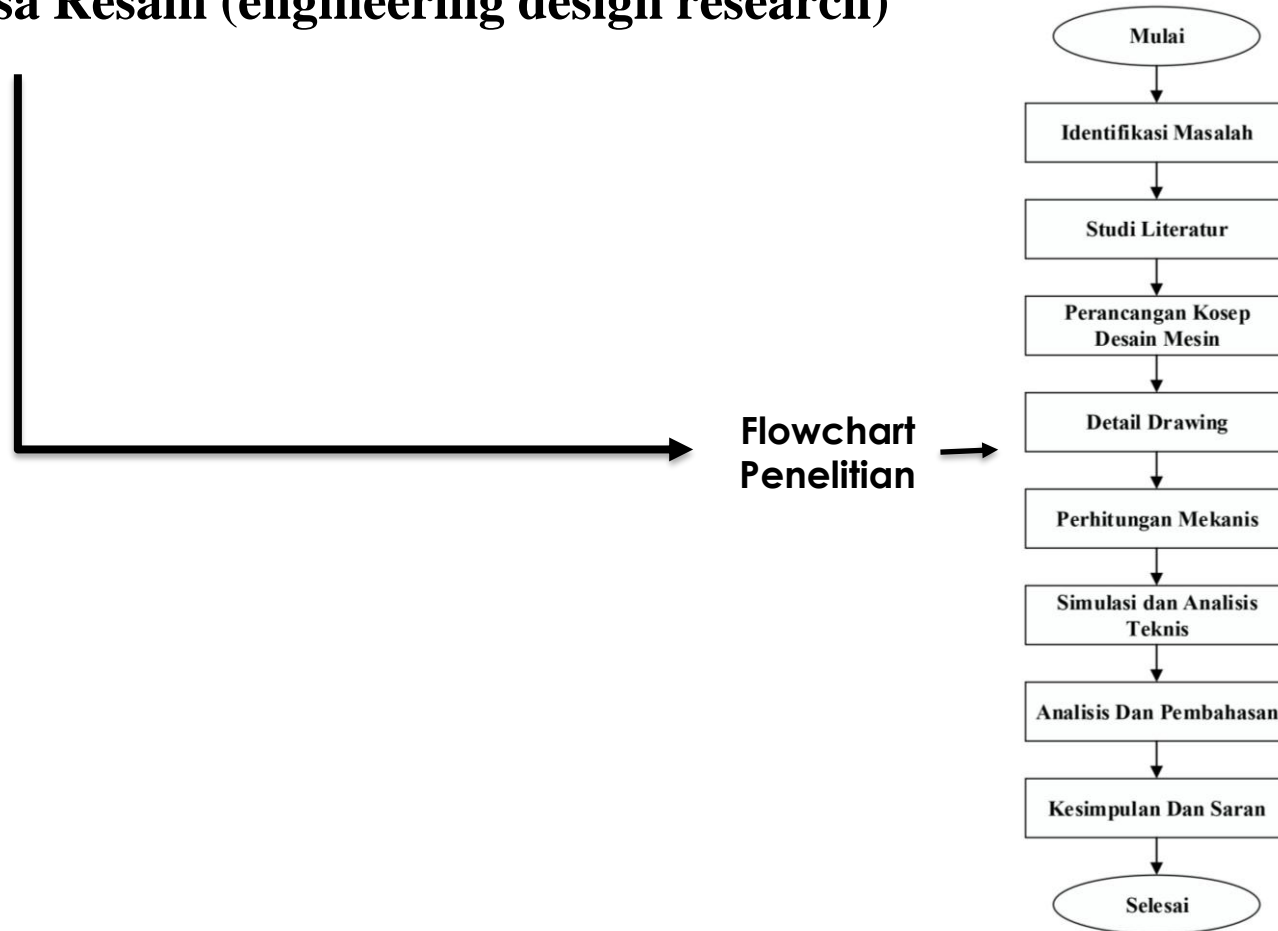 sa Resain (engineering design research)
Flowchart
Penelitian
Mulai
Identifikasi Masalah
Studi Literatur
Perancangan Kosep
Desain Mesin
Detail Drawing
Perhitungan Mekanis
Simulasi dan Analisis
Teknis
Analisis Dan Pembahasan
Kesimpulan Dan Saran
Selesai